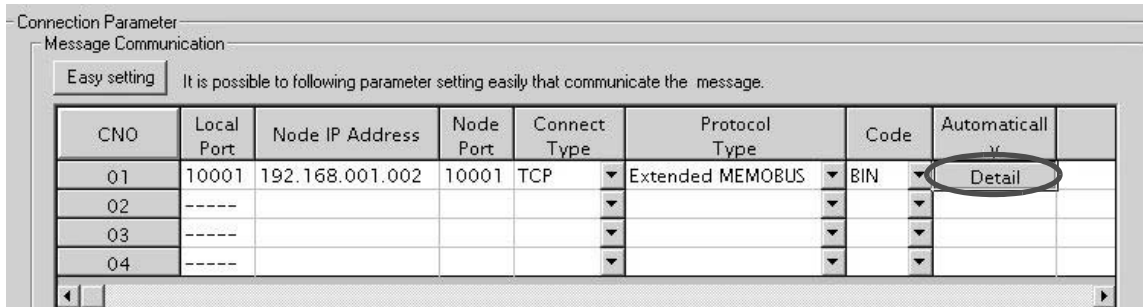 Connection Parameter
Message Communication
Easy setting It is possible to following parameter setting easily that communicate the message.
CNO Local Port Node IP Address Node Port Connect Type Protocol Type Code Automaticall y
01 10001 192.168.001.002 10001 TCP Extended MEMOBUS BIN Detail
02 -----
03 -----
04 -----